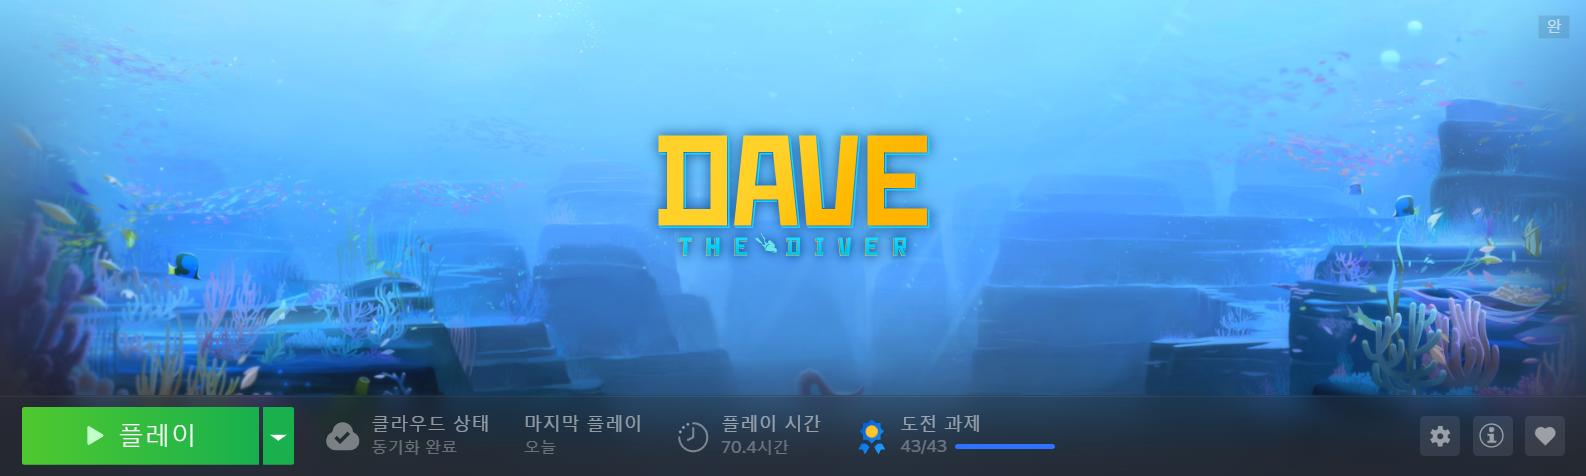 완
DAVE
THE DIVER
플레이
클라우드 상태
동기화 완료
마지막 플레이
오늘
플레이 시간
70.4시간
도전 과제
43/43